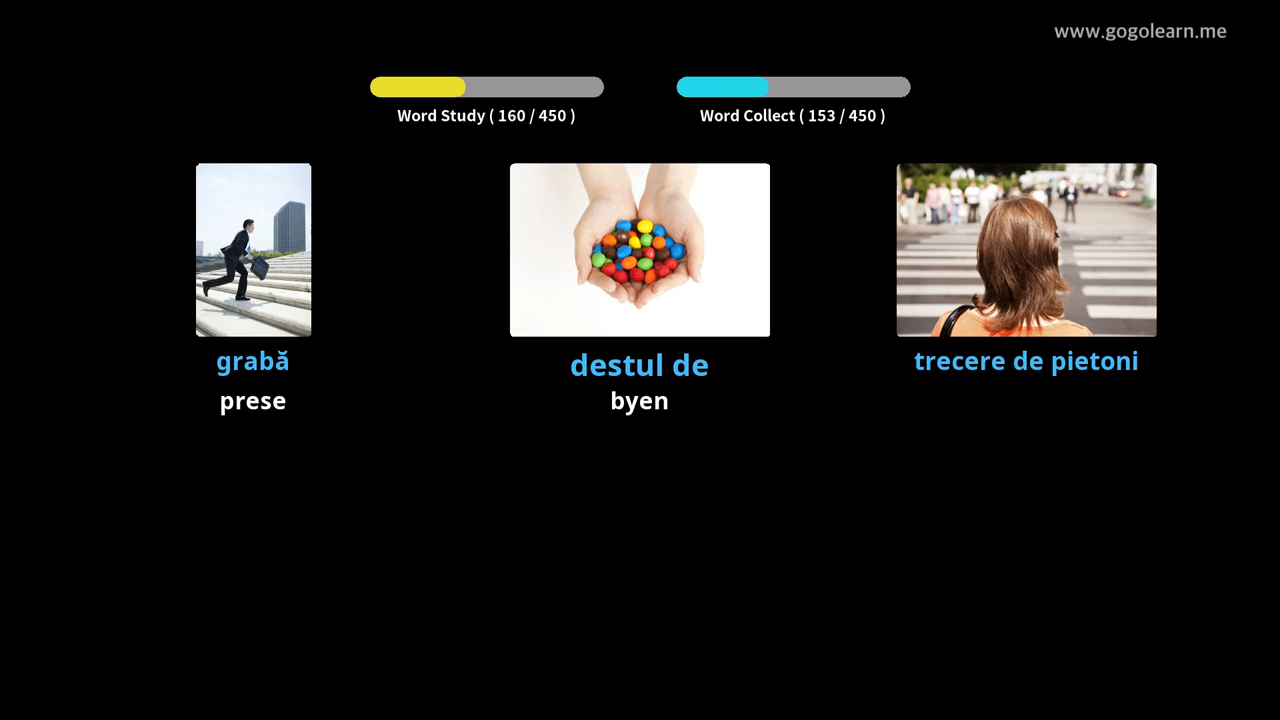 www.gogolearn.me
Word Study ( 160 / 450 )
Word Collect ( 153 / 450 )
grabă
prese
destul de
byen
trecere de pietoni